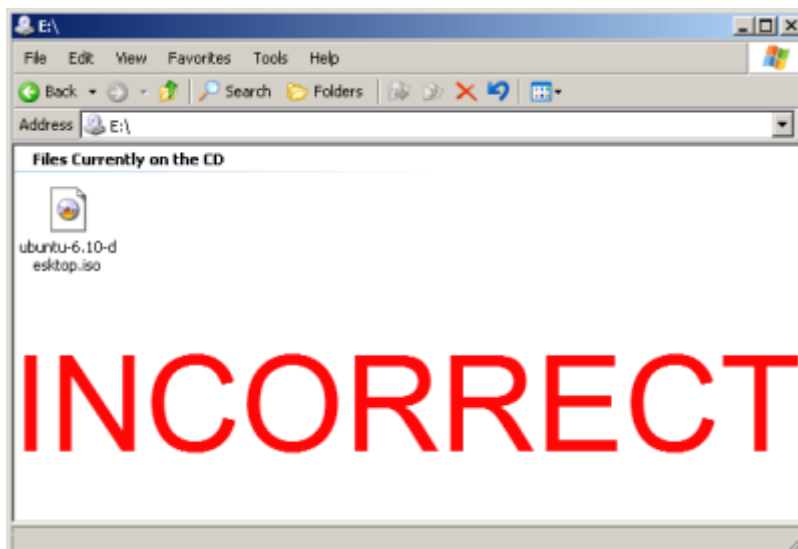 E:\
File Edit View Favorites Tools Help
Back Search Folders
Address E:\
Files Currently on the CD
ubuntu-6.10-d
esktop.iso
INCORRECT